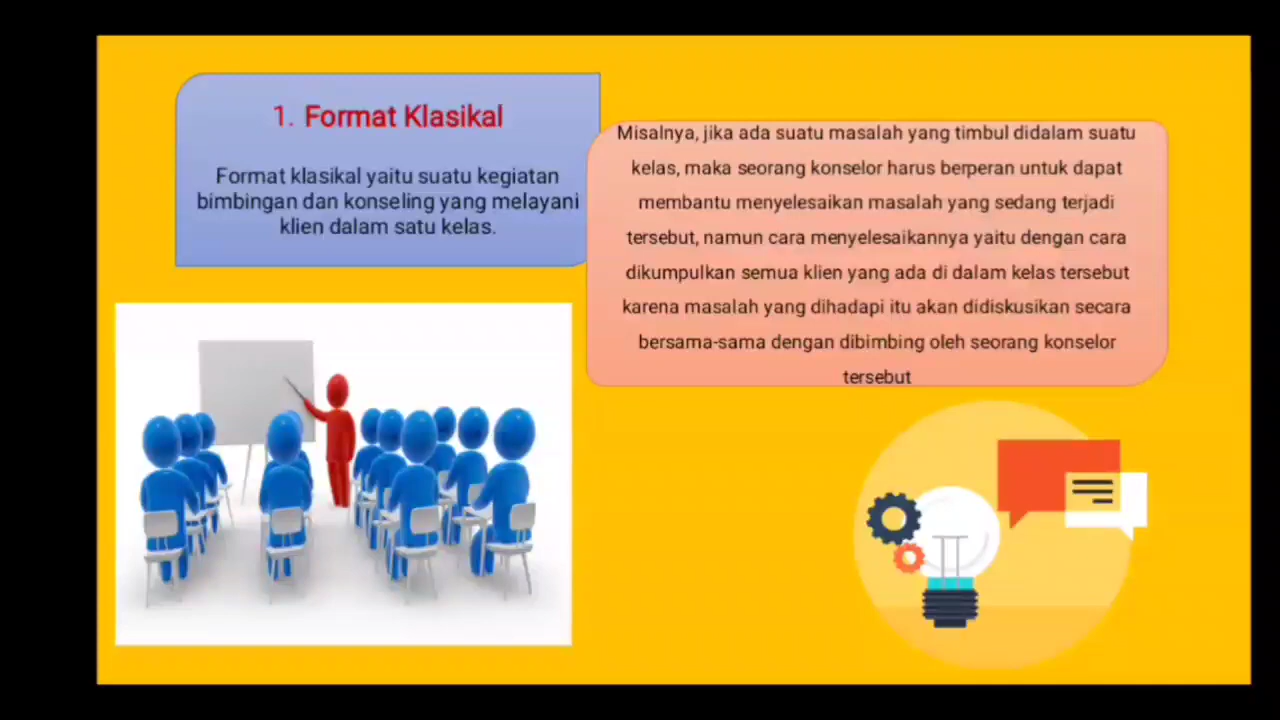 1. Format Klasikal
Format klasikal yaitu suatu kegiatan
bimbingan dan konseling yang melayani
klien dalam satu kelas.
Misalnya, jika ada suatu masalah yang timbul didalam suatu
kelas, maka seorang konselor harus berperan untuk dapat
membantu menyelesaikan masalah yang sedang terjadi
tersebut, namun cara menyelesaikannya yaitu dengan cara
dikumpulkan semua klien yang ada di dalam kelas tersebut
karena masalah yang dihadapi itu akan didiskusikan secara
bersama-sama dengan dibimbing oleh seorang konselor
tersebut